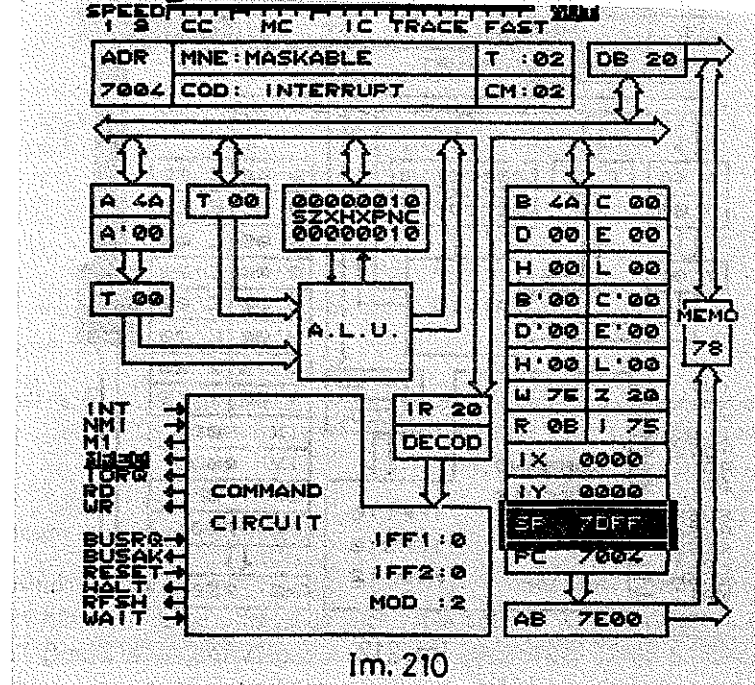 SPEED
1 S CC MC IC TRACE FAST
ADR MNE:MASKABLE T :02 DB 20
7004 COD: INTERRUPT CM:02
A 4A T 00 00000010 B 4A C 00
SZXHXPNC
A'00 00000010 D 00 E 00
H 00 L 00
T 00 B'00 C'00
A.L.U. D'00 E'00 MEMO
H'00 L'00 78
W 7E Z 20
INT IR 20 R 0B I 75
NMI DECOD
M1 IX 0000
IORQ
RD COMMAND IY 0000
WR CIRCUIT SP 7DFF
BUSRQ IFF1:0 PC 7004
BUSAK
RESET IFF2:0
HALT
RFSH MOD :2
WAIT AB 7E00
Im. 210